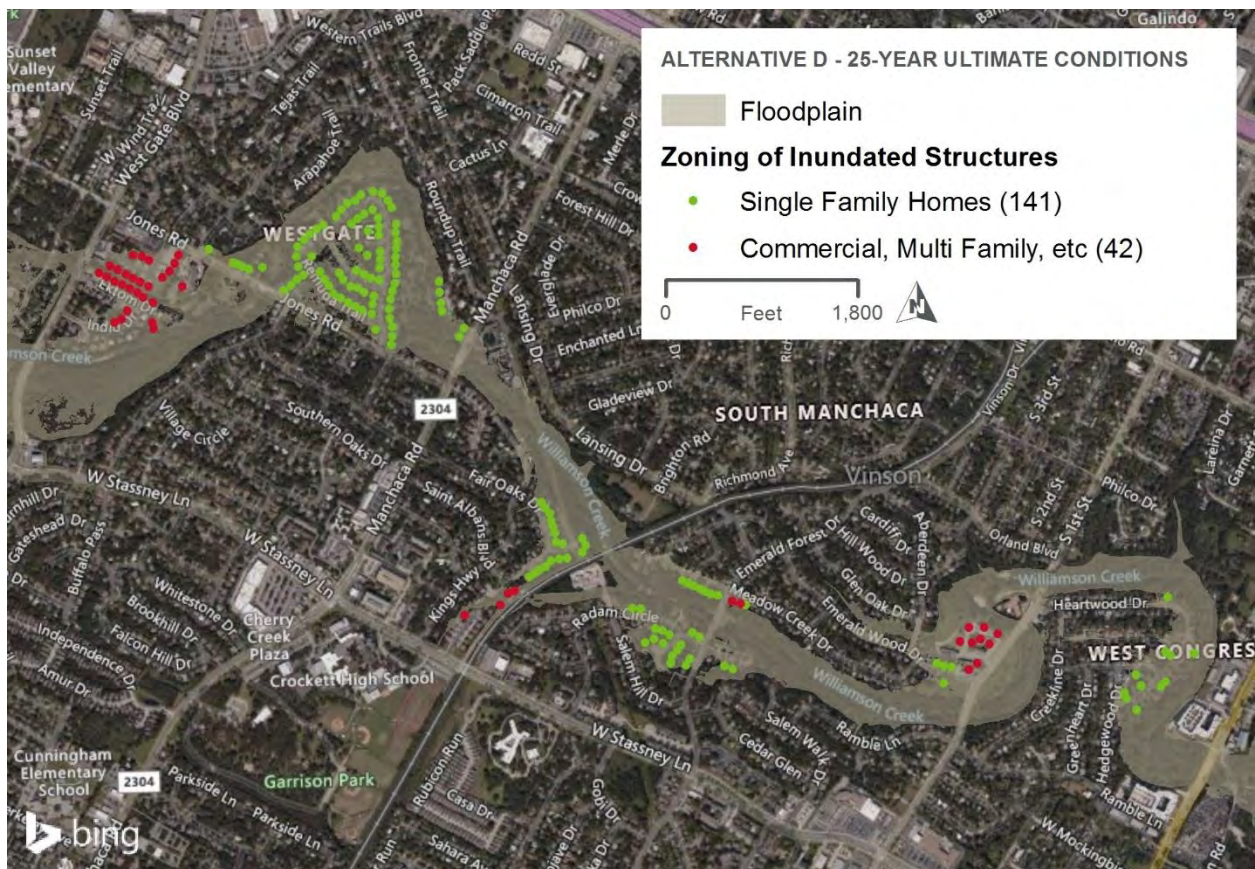 ALTERNATIVE D - 25-YEAR ULTIMATE CONDITIONS
Floodplain
Zoning of Inundated Structures
Single Family Homes (141)
Commercial, Multi Family, etc (42)
0 Feet 1,800
N
Galindo
Sunset
Valley
Elementary
Sunset Trail
W Wind Trail
West Gate Blvd
Tejas Trail
Western Trails Blvd
Frontier Trail
Pack Saddle
Redd St
Cimarron Trail
Cactus Ln
Arapahoe Trail
Roundup Trail
Merle Dr
Forest Hill Dr
Jones Rd
WESTGATE
Jones Rd
Manchaca Rd
Lansing Dr
Everglade Dr
Philco Dr
Enchanted Ln
Gladeview Dr
Village Circle
Southern Oaks Dr
2304
Manchaca Rd
SOUTH MANCHACA
Vinson Dr
S 3rd St
Lareina Dr
Lansing Dr
Brighton Rd
Richmond Ave
Vinson
S 2nd St
S 1st St
Philco Dr
Williamson Creek
W Stassney Ln
Fair Oaks Dr
Saint Albans Blvd
Buffalo Pass
Gateshead Dr
W Stassney Ln
Kings Hwy
Whitestone Dr
Brookhill Dr
Falcon Hill Dr
Independence Dr
Amur Dr
Cherry
Creek
Plaza
Crockett High School
Emerald Forest Dr
Cardiff Dr
Hill Wood Dr
Glen Oak Dr
Aberdeen Dr
Orland Blvd
Williamson Creek
Heartwood Dr
Meadow Creek Dr
Emerald Wood Dr
Radam Circle
Salem Hill Dr
WEST CONGRES
Williamson Creek
Creekline Dr
Greenheart Dr
Hedgewood Dr
Salem Walk Dr
Ramble Ln
Cedar Glen
W Stassney Ln
Cunningham
Elementary
School
2304
Garrison Park
Parkside Ln
Parkside Ln
Rubicon Run
Casa Dr
Gobi Dr
Ramble Ln
bing